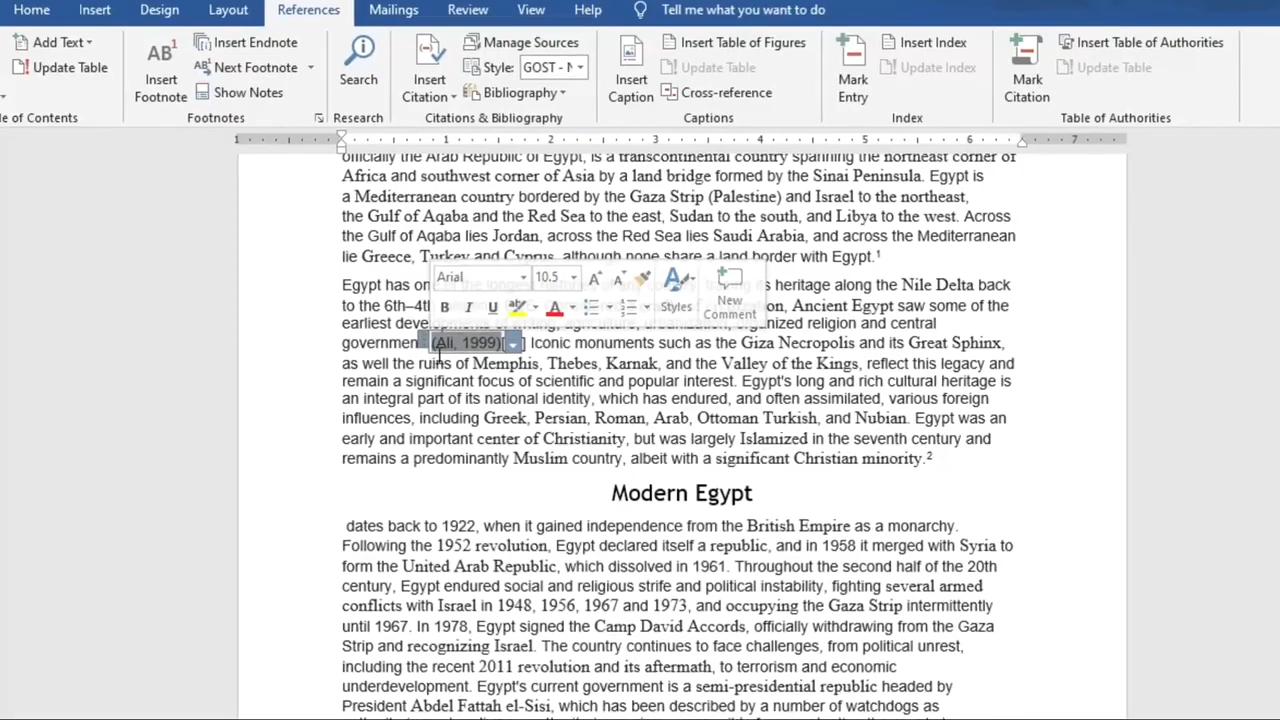 Home Insert Design Layout References Mailings Review View Help Tell me what you want to do
Add Text
Update Table
le of Contents
AB¹
Insert Footnote
Insert Endnote
Next Footnote
Show Notes
Footnotes
Search
Research
Insert Citation
Manage Sources
Style: GOST - N
Bibliography
Citations & Bibliography
Insert Caption
Insert Table of Figures
Update Table
Cross-reference
Captions
Mark Entry
Insert Index
Update Index
Index
Mark Citation
Insert Table of Authorities
Update Table
Table of Authorities
1 1 2 3 4 5 6 7
officially the Arab Republic of Egypt, is a transcontinental country spanning the northeast corner of
Africa and southwest corner of Asia by a land bridge formed by the Sinai Peninsula. Egypt is
a Mediterranean country bordered by the Gaza Strip (Palestine) and Israel to the northeast,
the Gulf of Aqaba and the Red Sea to the east, Sudan to the south, and Libya to the west. Across
the Gulf of Aqaba lies Jordan, across the Red Sea lies Saudi Arabia, and across the Mediterranean
lie Greece, Turkey and Cyprus, although none share a land border with Egypt.¹
Arial 10.5
B I U ab A
Styles
New Comment
Egypt has one heritage along the Nile Delta back
to the 6th–4t Ancient Egypt saw some of the
earliest organized religion and central
governmen (Ali, 1999)[ ] Iconic monuments such as the Giza Necropolis and its Great Sphinx,
as well the ruins of Memphis, Thebes, Karnak, and the Valley of the Kings, reflect this legacy and
remain a significant focus of scientific and popular interest. Egypt's long and rich cultural heritage is
an integral part of its national identity, which has endured, and often assimilated, various foreign
influences, including Greek, Persian, Roman, Arab, Ottoman Turkish, and Nubian. Egypt was an
early and important center of Christianity, but was largely Islamized in the seventh century and
remains a predominantly Muslim country, albeit with a significant Christian minority.²
Modern Egypt
dates back to 1922, when it gained independence from the British Empire as a monarchy.
Following the 1952 revolution, Egypt declared itself a republic, and in 1958 it merged with Syria to
form the United Arab Republic, which dissolved in 1961. Throughout the second half of the 20th
century, Egypt endured social and religious strife and political instability, fighting several armed
conflicts with Israel in 1948, 1956, 1967 and 1973, and occupying the Gaza Strip intermittently
until 1967. In 1978, Egypt signed the Camp David Accords, officially withdrawing from the Gaza
Strip and recognizing Israel. The country continues to face challenges, from political unrest,
including the recent 2011 revolution and its aftermath, to terrorism and economic
underdevelopment. Egypt's current government is a semi-presidential republic headed by
President Abdel Fattah el-Sisi, which has been described by a number of watchdogs as